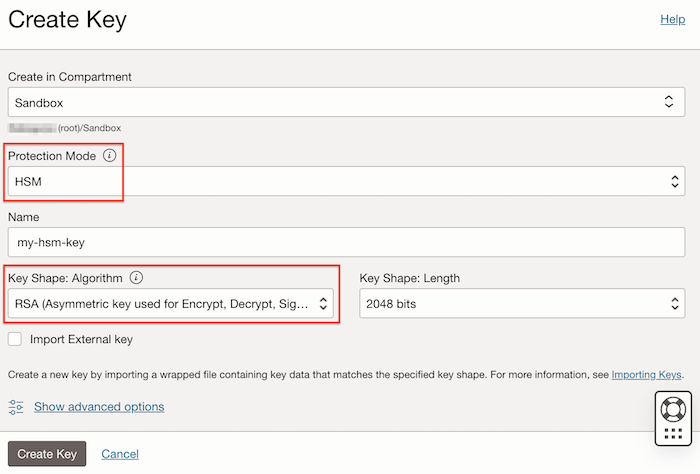 Create Key
Help
Create in Compartment
Sandbox
(root)/Sandbox
Protection Mode
HSM
Name
my-hsm-key
Key Shape: Algorithm
Key Shape: Length
RSA (Asymmetric key used for Encrypt, Decrypt, Sig...
2048 bits
Import External key
Create a new key by importing a wrapped file containing key data that matches the specified key shape. For more information, see Importing Keys.
Show advanced options
Create Key
Cancel